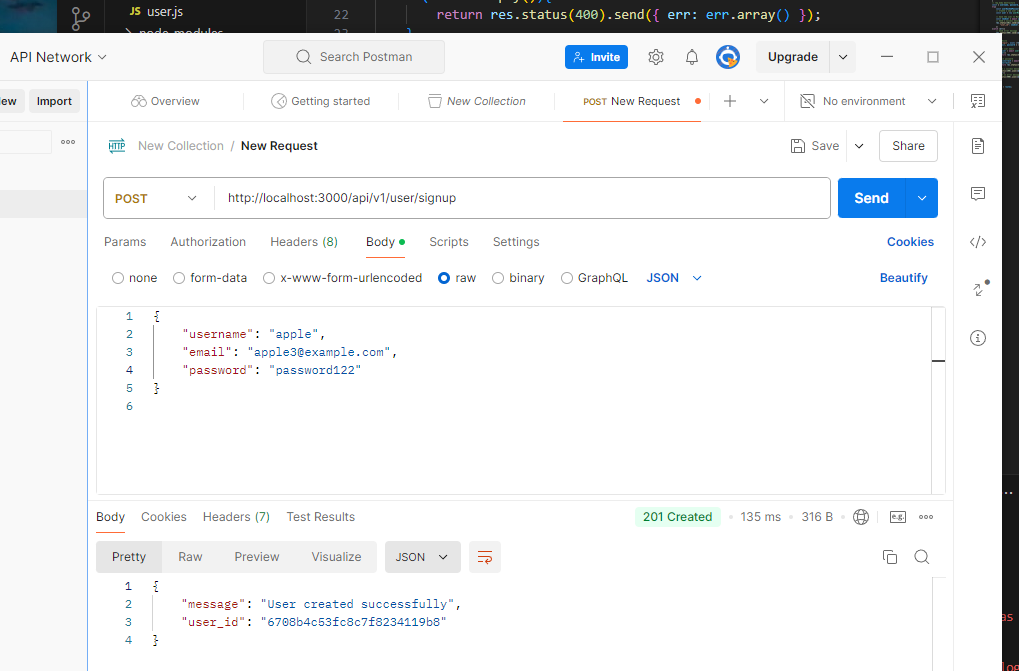 JS user.js
22 return res.status(400).send({ err: err.array() });
API Network
Search Postman
Invite
Upgrade
Import
Overview
Getting started
New Collection
POST New Request
No environment
HTTP New Collection / New Request
Save
Share
POST
http://localhost:3000/api/v1/user/signup
Send
Params Authorization Headers (8) Body Scripts Settings
Cookies
none form-data x-www-form-urlencoded raw binary GraphQL JSON
Beautify
1 {
2 "username": "apple",
3 "email": "apple3@example.com",
4 "password": "password122"
5 }
6
Body Cookies Headers (7) Test Results
201 Created 135 ms 316 B e.g.
Pretty Raw Preview Visualize JSON
1 {
2 "message": "User created successfully",
3 "user_id": "6708b4c53fc8c7f8234119b8"
4 }